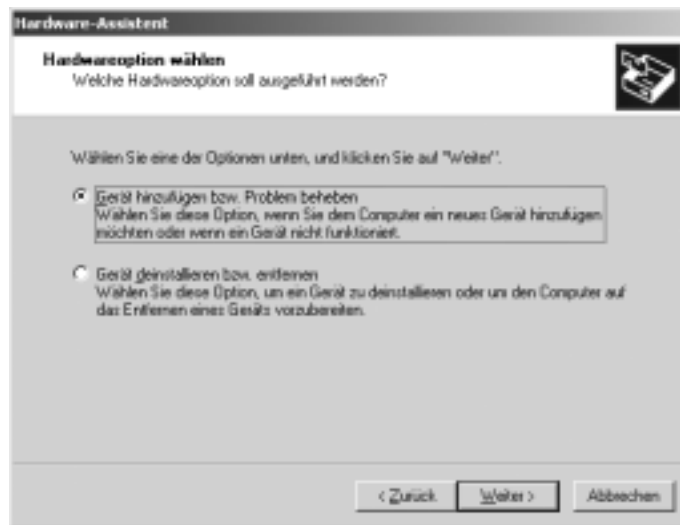 Hardware-Assistent
Hardwareoption wählen
Welche Hardwareoption soll ausgeführt werden?
Wählen Sie eine der Optionen unten, und klicken Sie auf "Weiter".
Gerät hinzufügen bzw. Problem beheben
Wählen Sie diese Option, wenn Sie dem Computer ein neues Gerät hinzufügen
möchten oder wenn ein Gerät nicht funktioniert.
Gerät deinstallieren bzw. entfernen
Wählen Sie diese Option, um ein Gerät zu deinstallieren oder um den Computer auf
das Entfernen eines Geräts vorzubereiten.
< Zurück Weiter > Abbrechen